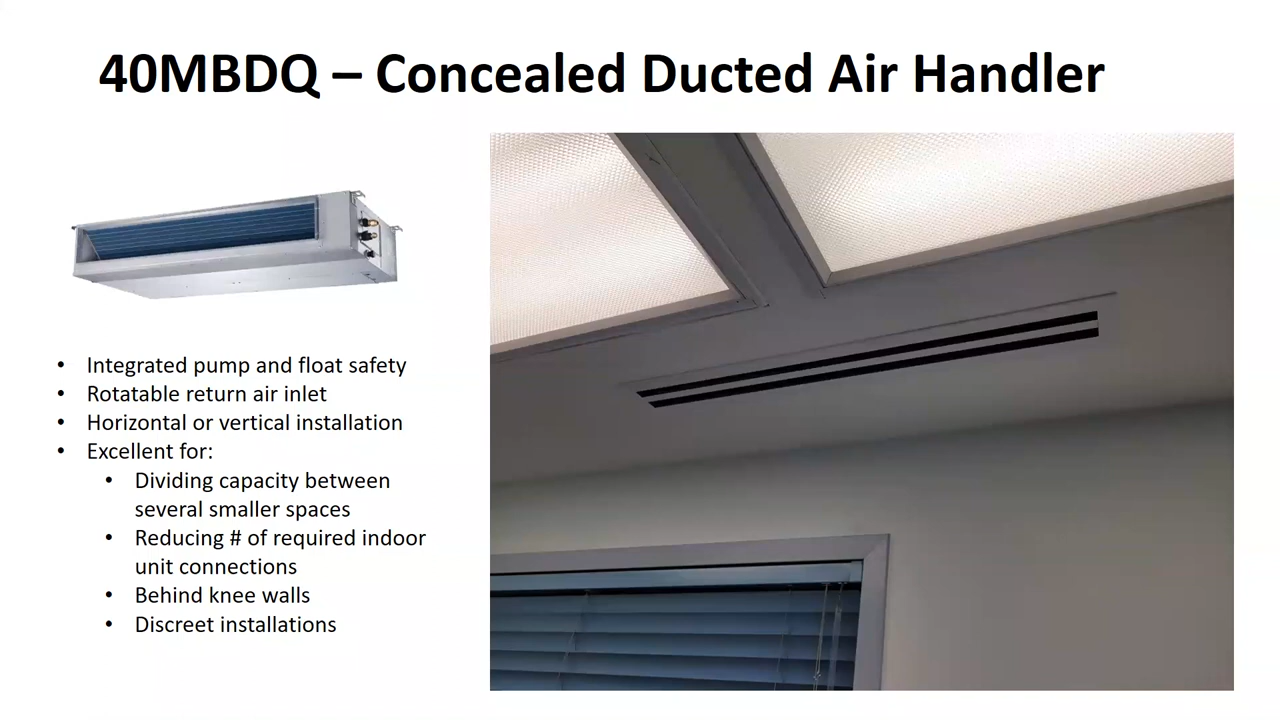 40MBDQ – Concealed Ducted Air Handler
• Integrated pump and float safety
• Rotatable return air inlet
• Horizontal or vertical installation
• Excellent for:
• Dividing capacity between
several smaller spaces
• Reducing # of required indoor
unit connections
• Behind knee walls
• Discreet installations